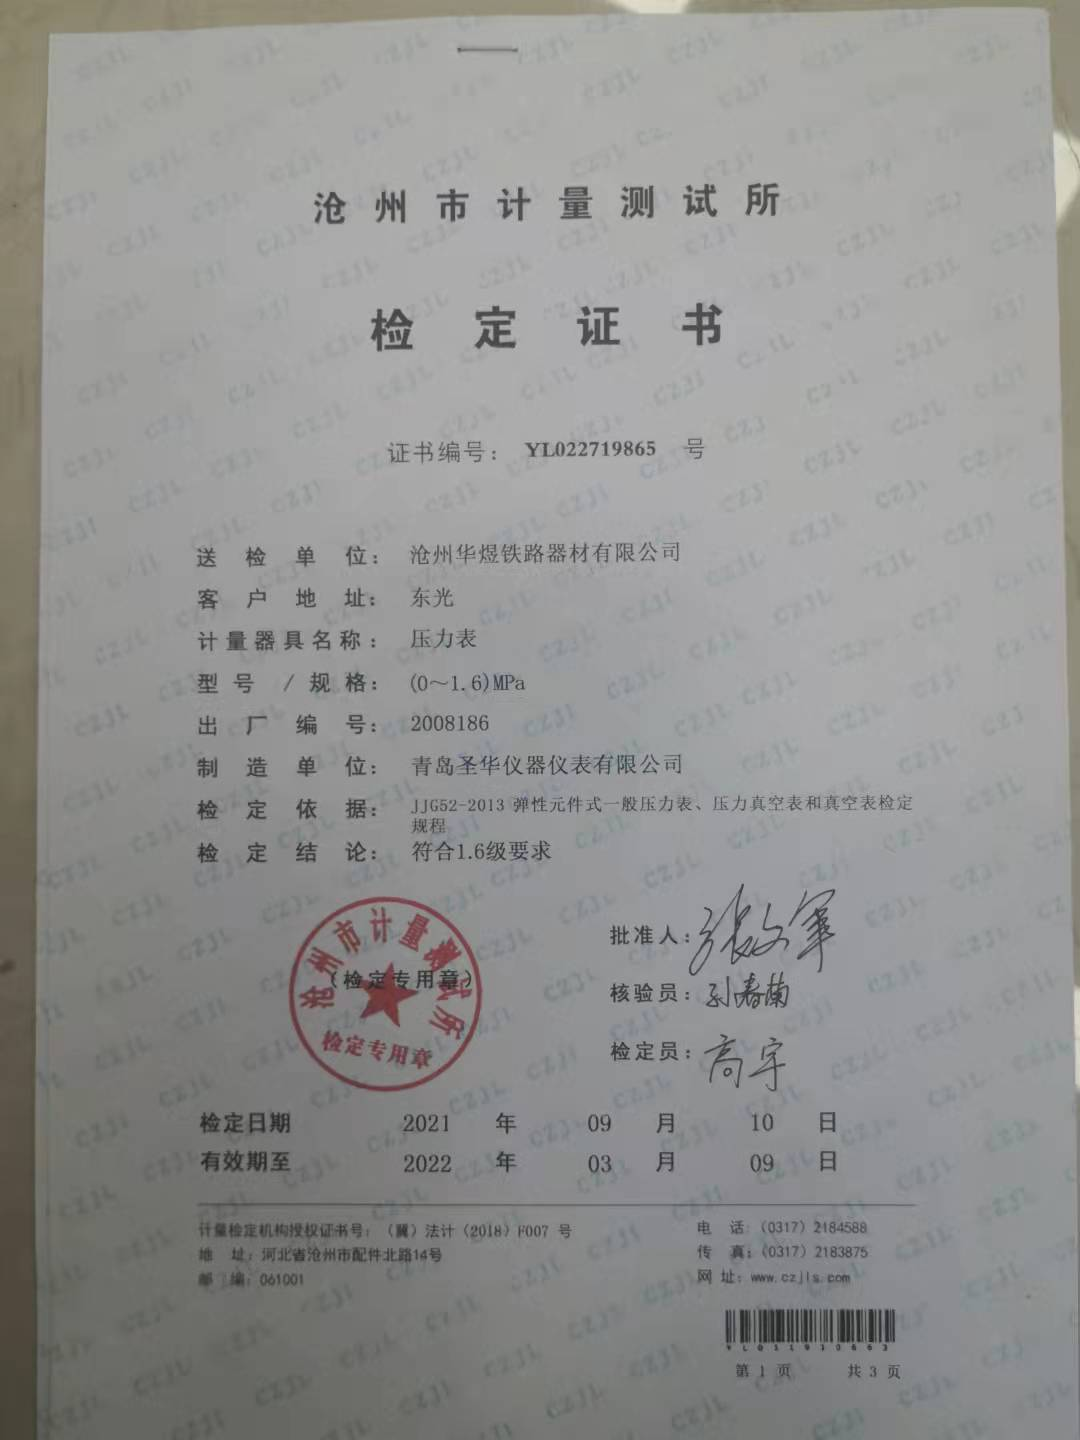 沧州市计量测试所
检定证书
证书编号： YL022719865 号
送检单位： 沧州华煜铁路器材有限公司
客户地址： 东光
计量器具名称： 压力表
型号/规格： (0～1.6)MPa
出厂编号： 2008186
制造单位： 青岛圣华仪器仪表有限公司
检定依据： JJG52-2013 弹性元件式一般压力表、压力真空表和真空表检定
规程
检定结论： 符合1.6级要求
沧州市计量测试所
（检定专用章）
检定专用章
批准人： 张文军
核验员： 孙春茵
检定员： 高宇
检定日期 2021 年 09 月 10 日
有效期至 2022 年 03 月 09 日
计量检定机构授权证书号：（冀）法计（2018）F007 号
地 址：河北省沧州市配件北路14号
邮 编：061001
电 话：（0317）2184588
传 真：（0317）2183875
网 址：www.czjls.com
YL011910663
第 1 页 共 3 页